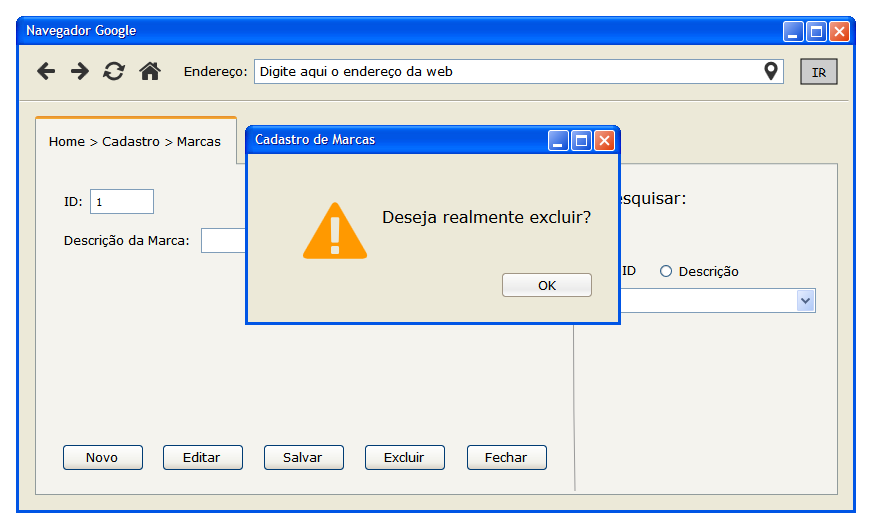 Navegador Google
Endereço: Digite aqui o endereço da web IR
Home > Cadastro > Marcas
Cadastro de Marcas
Deseja realmente excluir?
OK
ID: 1
Descrição da Marca:
esquisar:
ID Descrição
Novo Editar Salvar Excluir Fechar